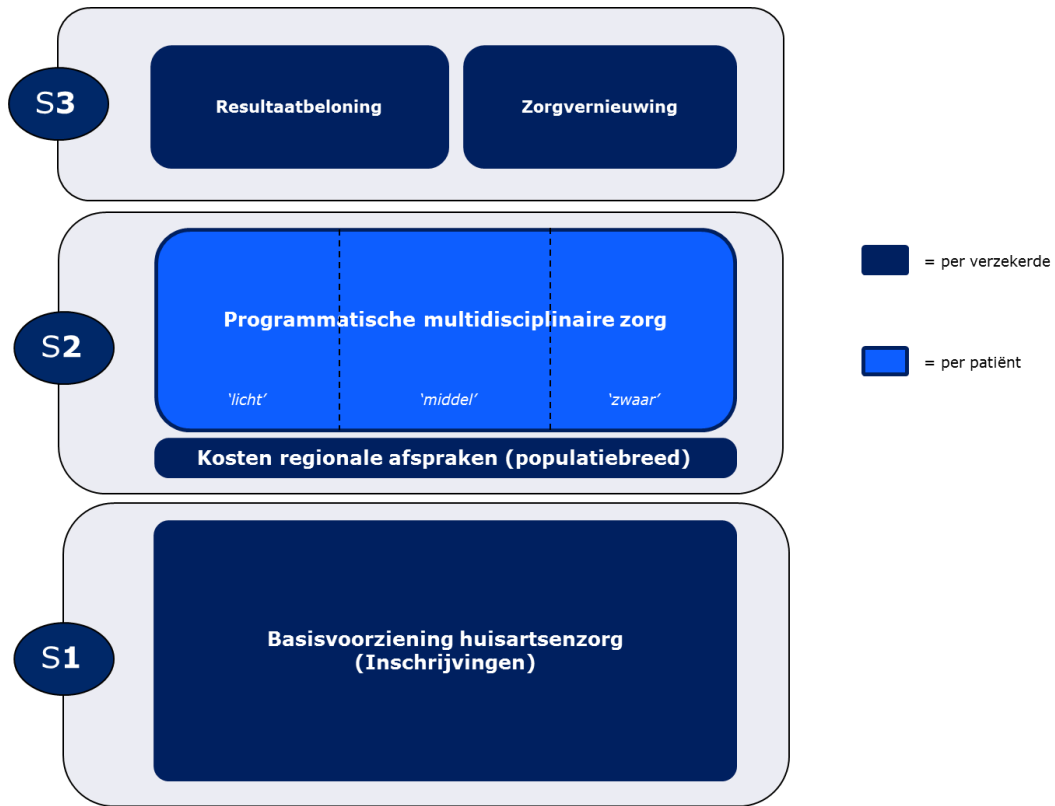 S3
Resultaatbeloning
Zorgvernieuwing
S2
Programmatische multidisciplinaire zorg
‘licht’
‘middel’
‘zwaar’
Kosten regionale afspraken (populatiebreed)
= per verzekerde
= per patiënt
S1
Basisvoorziening huisartsenzorg
(Inschrijvingen)